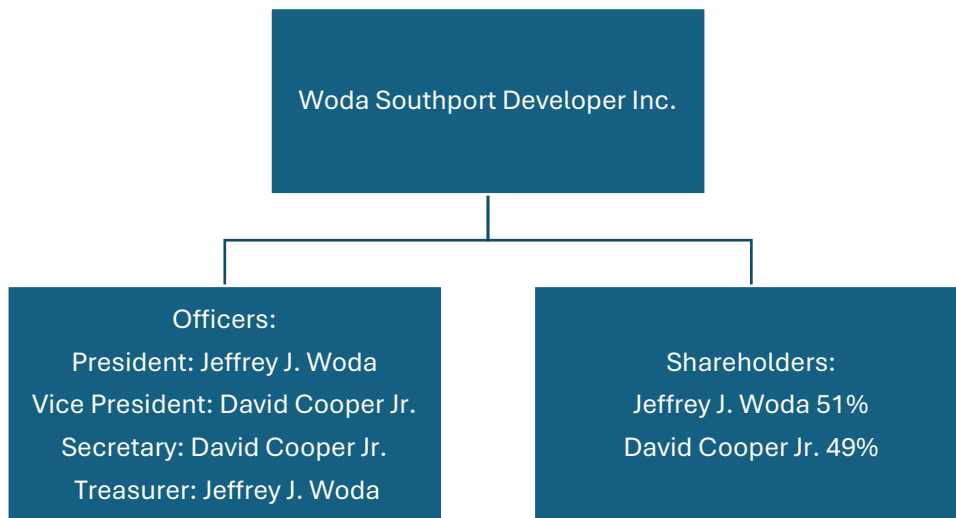 Woda Southport Developer Inc.
Officers:
President: Jeffrey J. Woda
Vice President: David Cooper Jr.
Secretary: David Cooper Jr.
Treasurer: Jeffrey J. Woda
Shareholders:
Jeffrey J. Woda 51%
David Cooper Jr. 49%